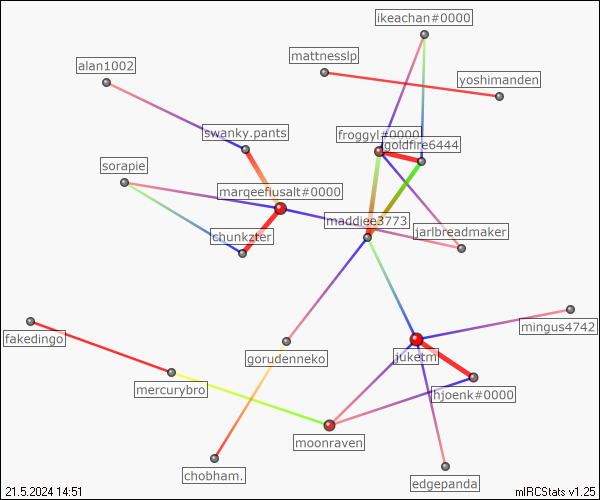 ikeachan#0000
mattnesslp
alan1002
yoshimanden
swanky.pants
froggyl#0000
goldfire6444
sorapie
marqeefiusalt#0000
maddiee3773
jarlbreadmaker
chunkzter
mingus4742
fakedingo
gorudenneko
juketm
mercurybro
hjoenk#0000
moonraven
chobham.
edgepanda
21.5.2024 14:51
mIRCStats v1.25